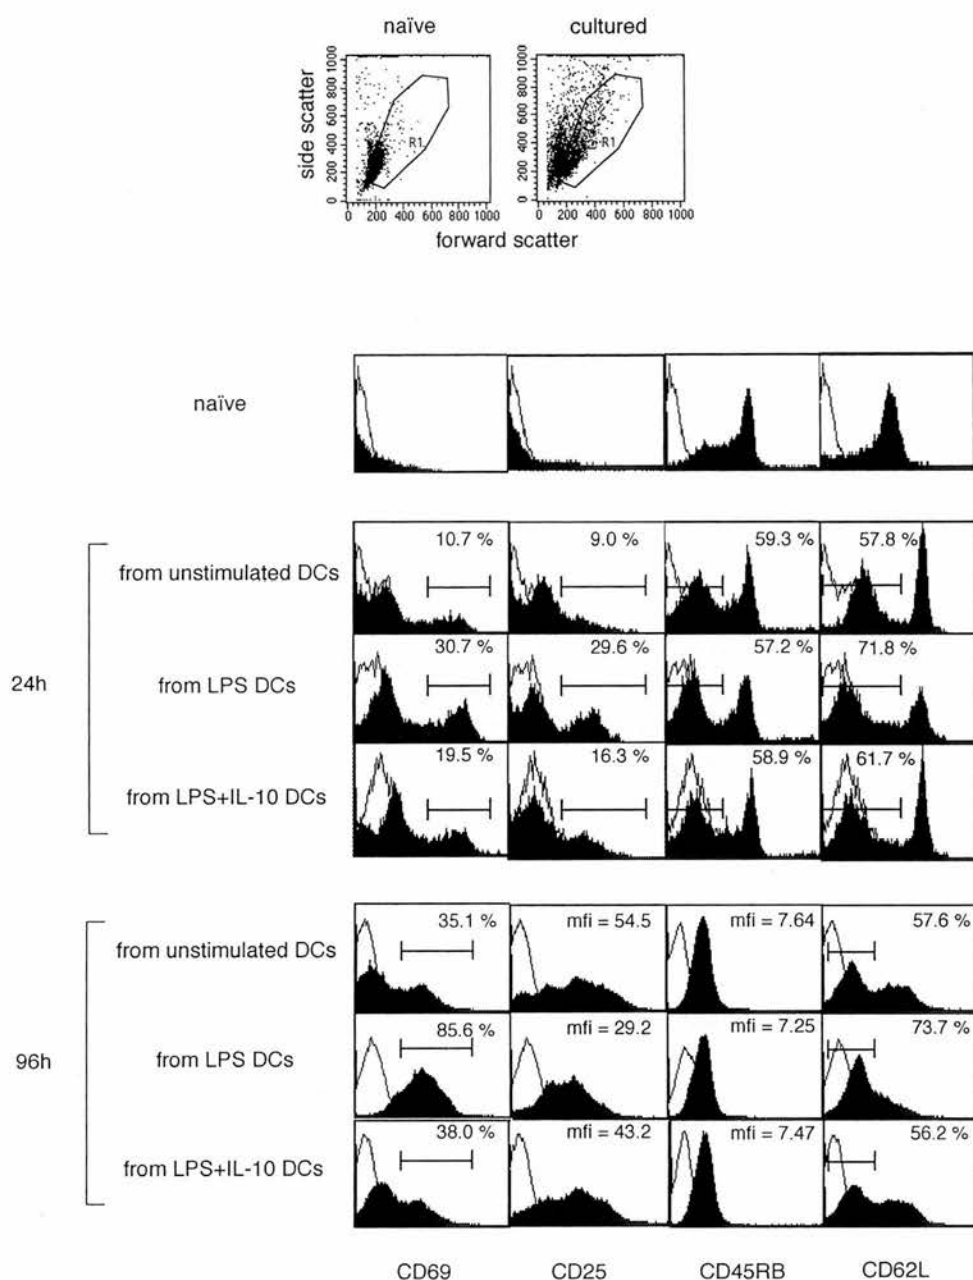 naïve cultured
side scatter
0 200 400 600 800 1000
R1
R1
0 200 400 600 800 1000
0 200 400 600 800 1000
0 200 400 600 800 1000
forward scatter
naïve
24h
from unstimulated DCs 10.7 % 9.0 % 59.3 % 57.8 %
from LPS DCs 30.7 % 29.6 % 57.2 % 71.8 %
from LPS+IL-10 DCs 19.5 % 16.3 % 58.9 % 61.7 %
96h
from unstimulated DCs 35.1 % mfi = 54.5 mfi = 7.64 57.6 %
from LPS DCs 85.6 % mfi = 29.2 mfi = 7.25 73.7 %
from LPS+IL-10 DCs 38.0 % mfi = 43.2 mfi = 7.47 56.2 %
CD69 CD25 CD45RB CD62L